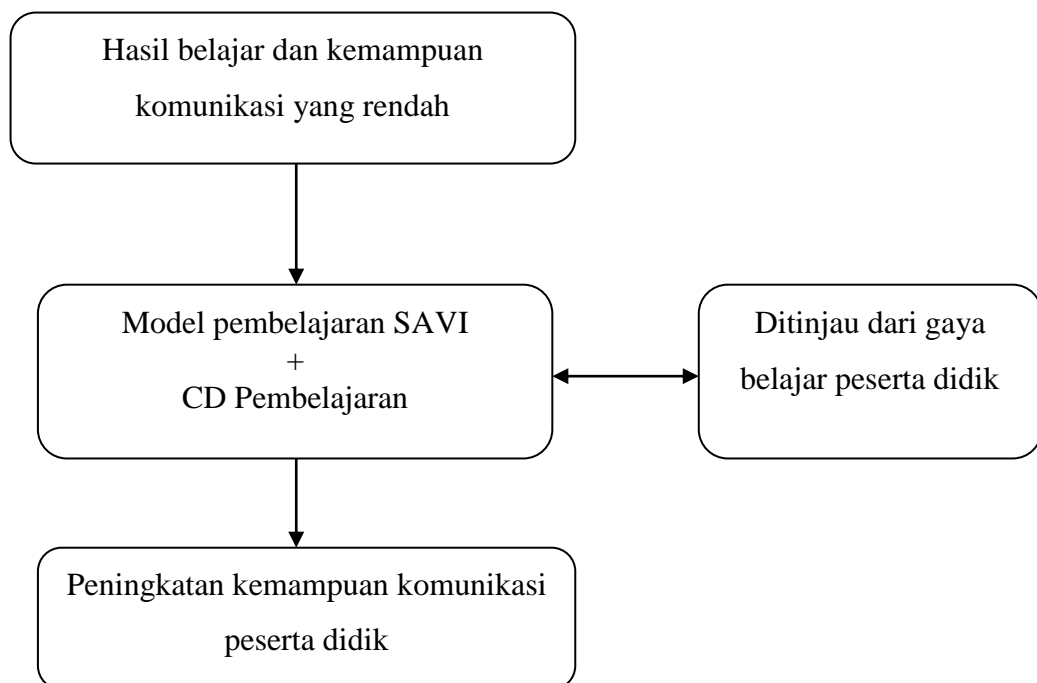 Hasil belajar dan kemampuan
komunikasi yang rendah
Model pembelajaran SAVI
+
CD Pembelajaran
Ditinjau dari gaya
belajar peserta didik
Peningkatan kemampuan komunikasi
peserta didik